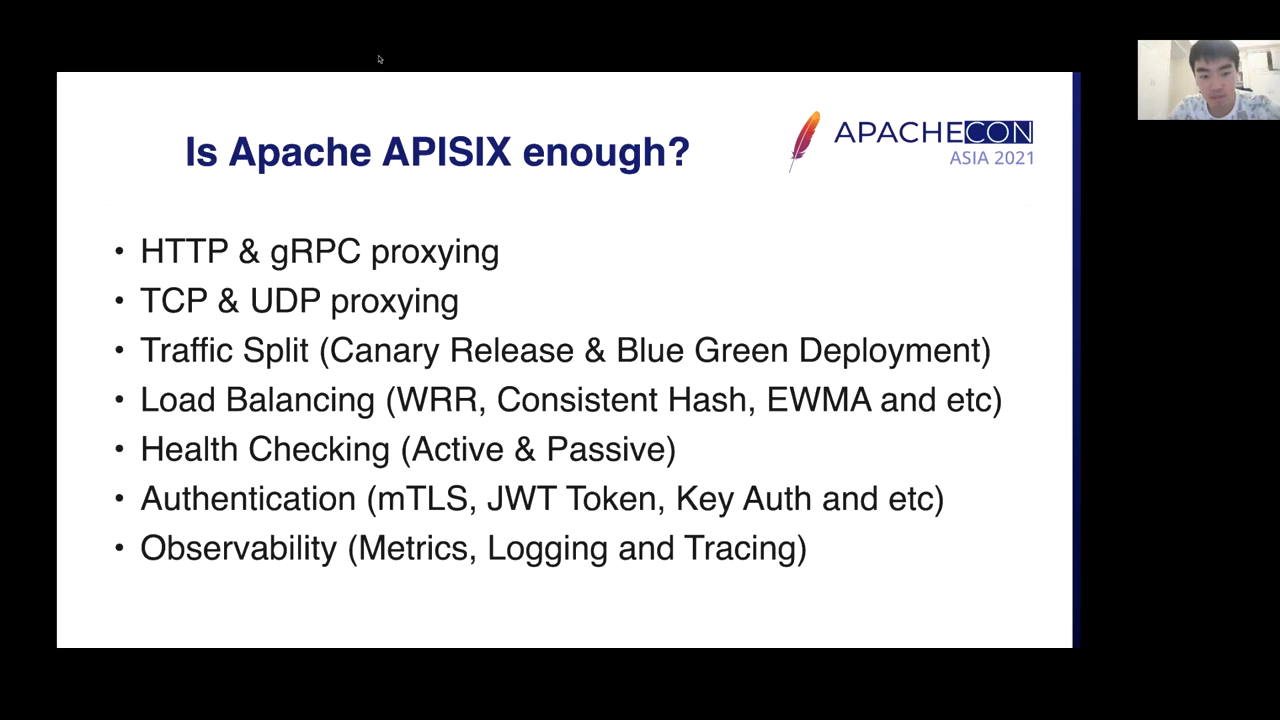 Is Apache APISIX enough?
APACHECON
ASIA 2021
• HTTP & gRPC proxying
• TCP & UDP proxying
• Traffic Split (Canary Release & Blue Green Deployment)
• Load Balancing (WRR, Consistent Hash, EWMA and etc)
• Health Checking (Active & Passive)
• Authentication (mTLS, JWT Token, Key Auth and etc)
• Observability (Metrics, Logging and Tracing)